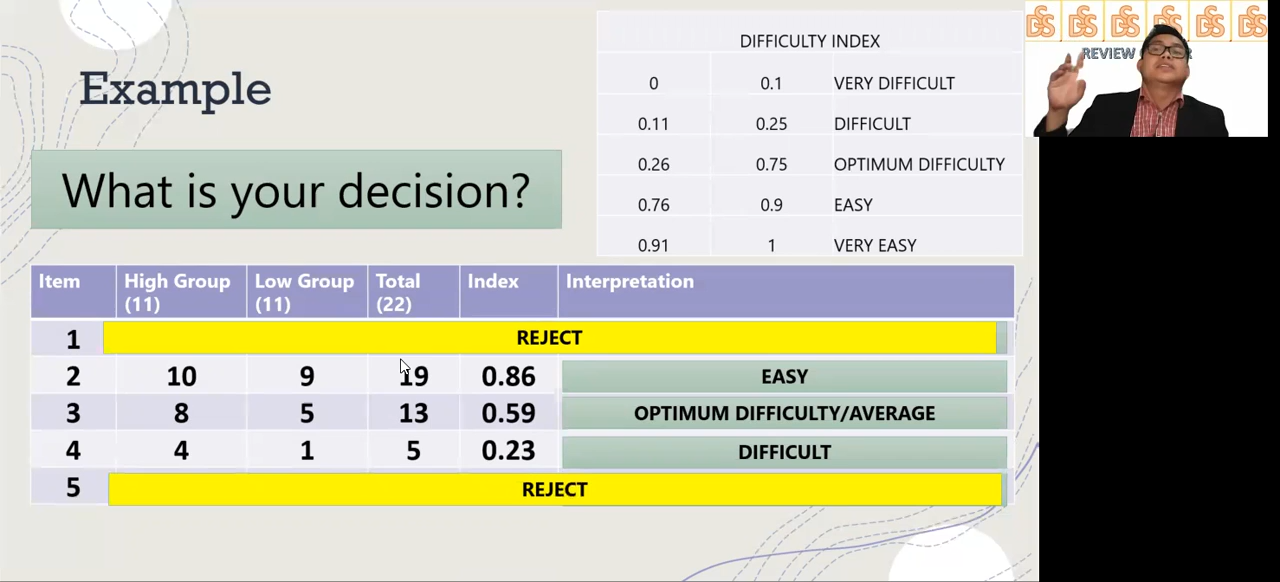 Example
What is your decision?
DIFFICULTY INDEX
0 0.1 VERY DIFFICULT
0.11 0.25 DIFFICULT
0.26 0.75 OPTIMUM DIFFICULTY
0.76 0.9 EASY
0.91 1 VERY EASY
REVIEW
Item High Group (11) Low Group (11) Total (22) Index Interpretation
1 REJECT
2 10 9 19 0.86 EASY
3 8 5 13 0.59 OPTIMUM DIFFICULTY/AVERAGE
4 4 1 5 0.23 DIFFICULT
5 REJECT